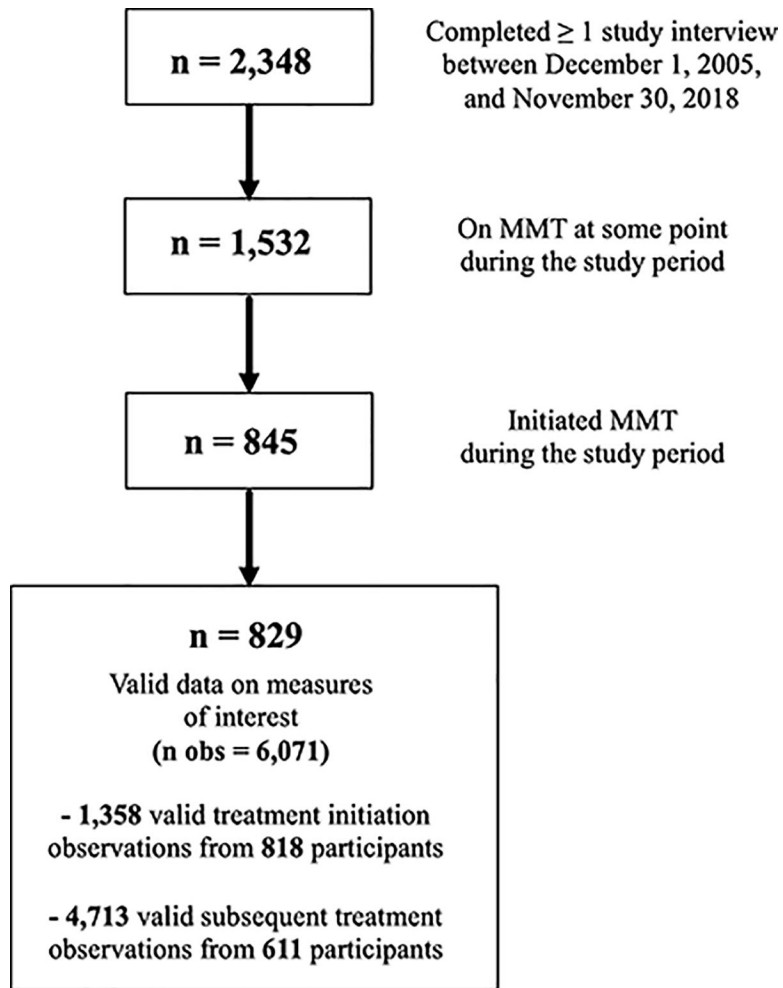 n = 2,348
Completed ≥ 1 study interview
between December 1, 2005,
and November 30, 2018
n = 1,532
On MMT at some point
during the study period
n = 845
Initiated MMT
during the study period
n = 829
Valid data on measures
of interest
(n obs = 6,071)
- 1,358 valid treatment initiation
observations from 818 participants
- 4,713 valid subsequent treatment
observations from 611 participants